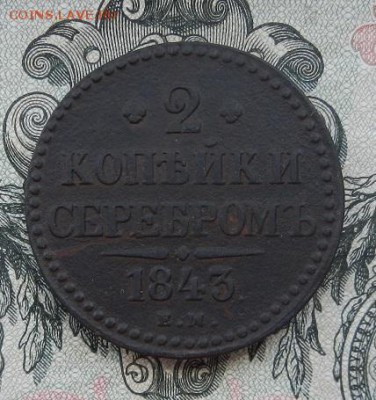 COINS.LAVE.RU
· 2 ·
КОПѢЙКИ
СЕРЕБРОМЪ
1843.
Е.М.